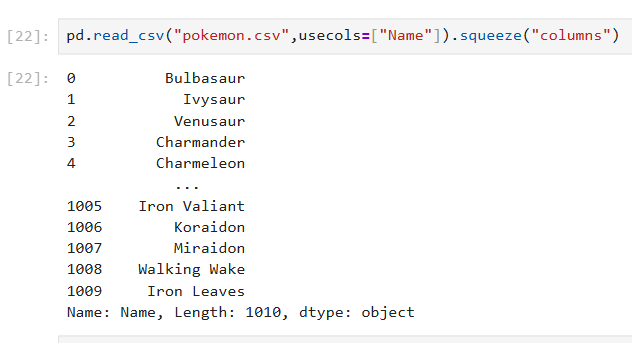 [22]: pd.read_csv("pokemon.csv",usecols=["Name"]).squeeze("columns")
[22]: 0 Bulbasaur
1 Ivysaur
2 Venusaur
3 Charmander
4 Charmeleon
...
1005 Iron Valiant
1006 Koraidon
1007 Miraidon
1008 Walking Wake
1009 Iron Leaves
Name: Name, Length: 1010, dtype: object